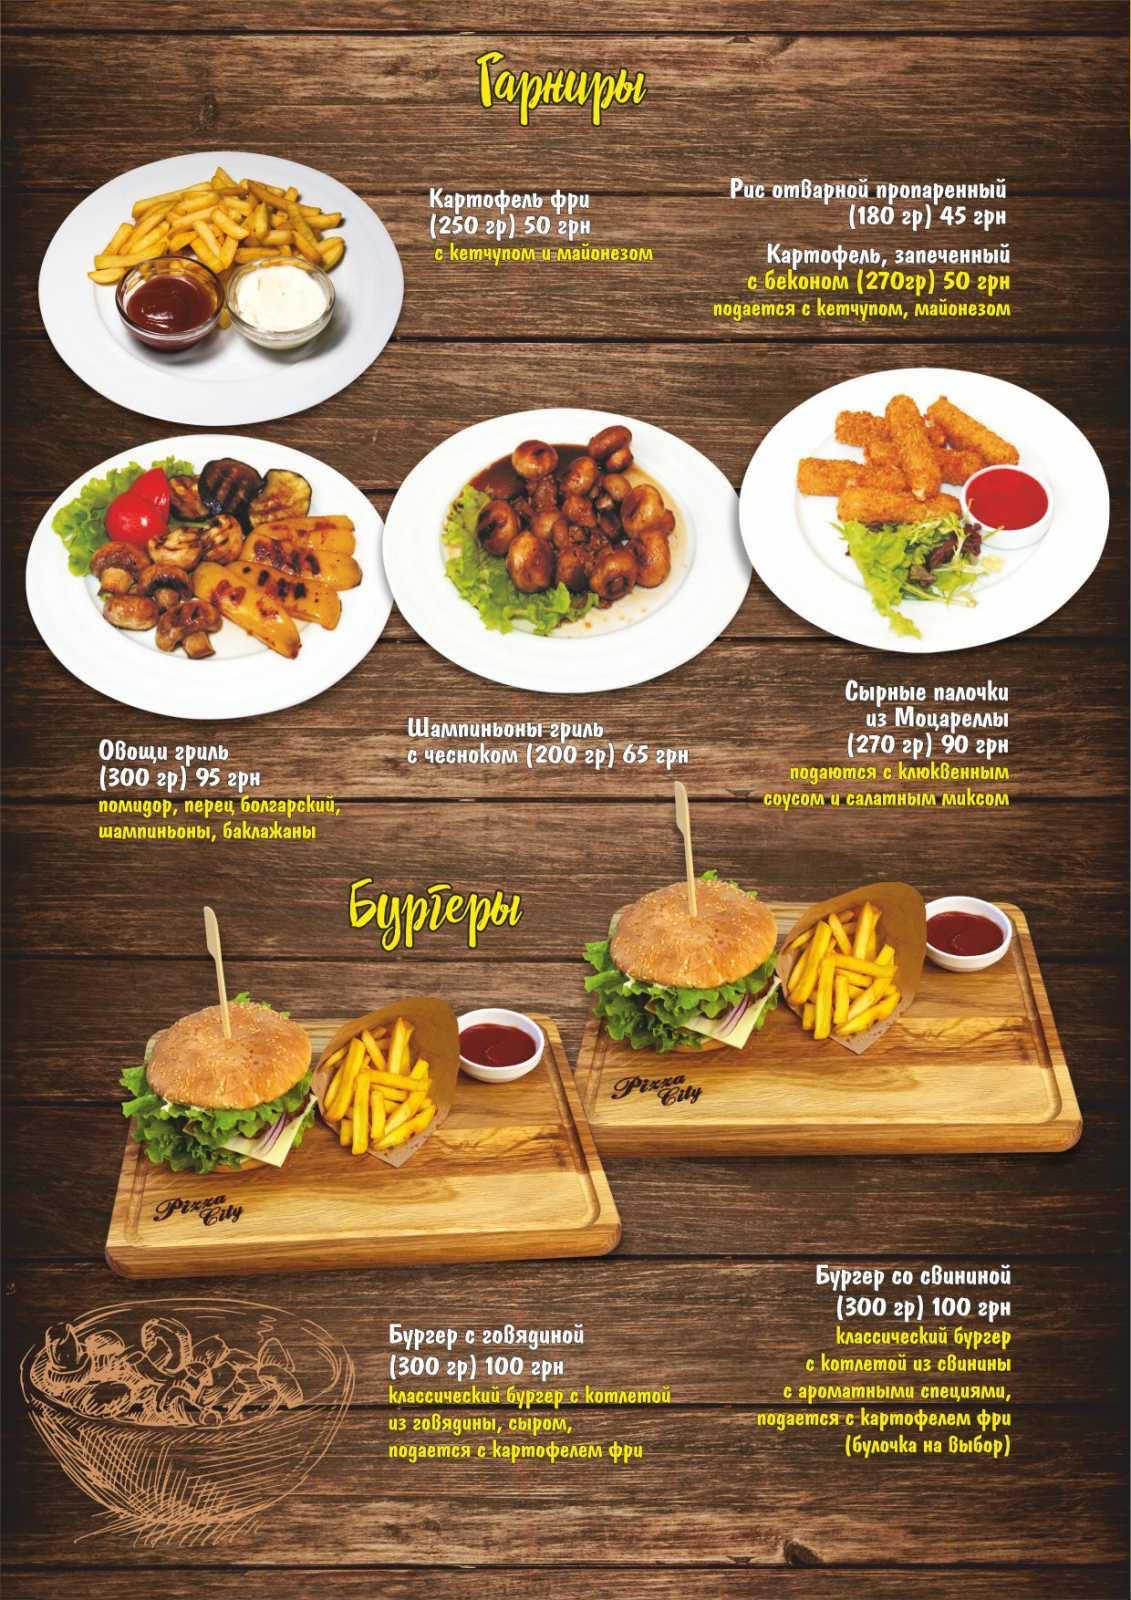 Гарниры
Картофель фри
(250 гр) 50 грн
с кетчупом и майонезом
Рис отварной пропаренный
(180 гр) 45 грн
Картофель, запеченный
с беконом (270гр) 50 грн
подается с кетчупом, майонезом
Овощи гриль
(300 гр) 95 грн
помидор, перец болгарский,
шампиньоны, баклажаны
Шампиньоны гриль
с чесноком (200 гр) 65 грн
Сырные палочки
из Моцареллы
(270 гр) 90 грн
подаются с клюквенным
соусом и салатным миксом
Бургеры
Pizza
City
Pizza
City
Бургер с говядиной
(300 гр) 100 грн
классический бургер с котлетой
из говядины, сыром,
подается с картофелем фри
Бургер со свининой
(300 гр) 100 грн
классический бургер
с котлетой из свинины
с ароматными специями,
подается с картофелем фри
(булочка на выбор)